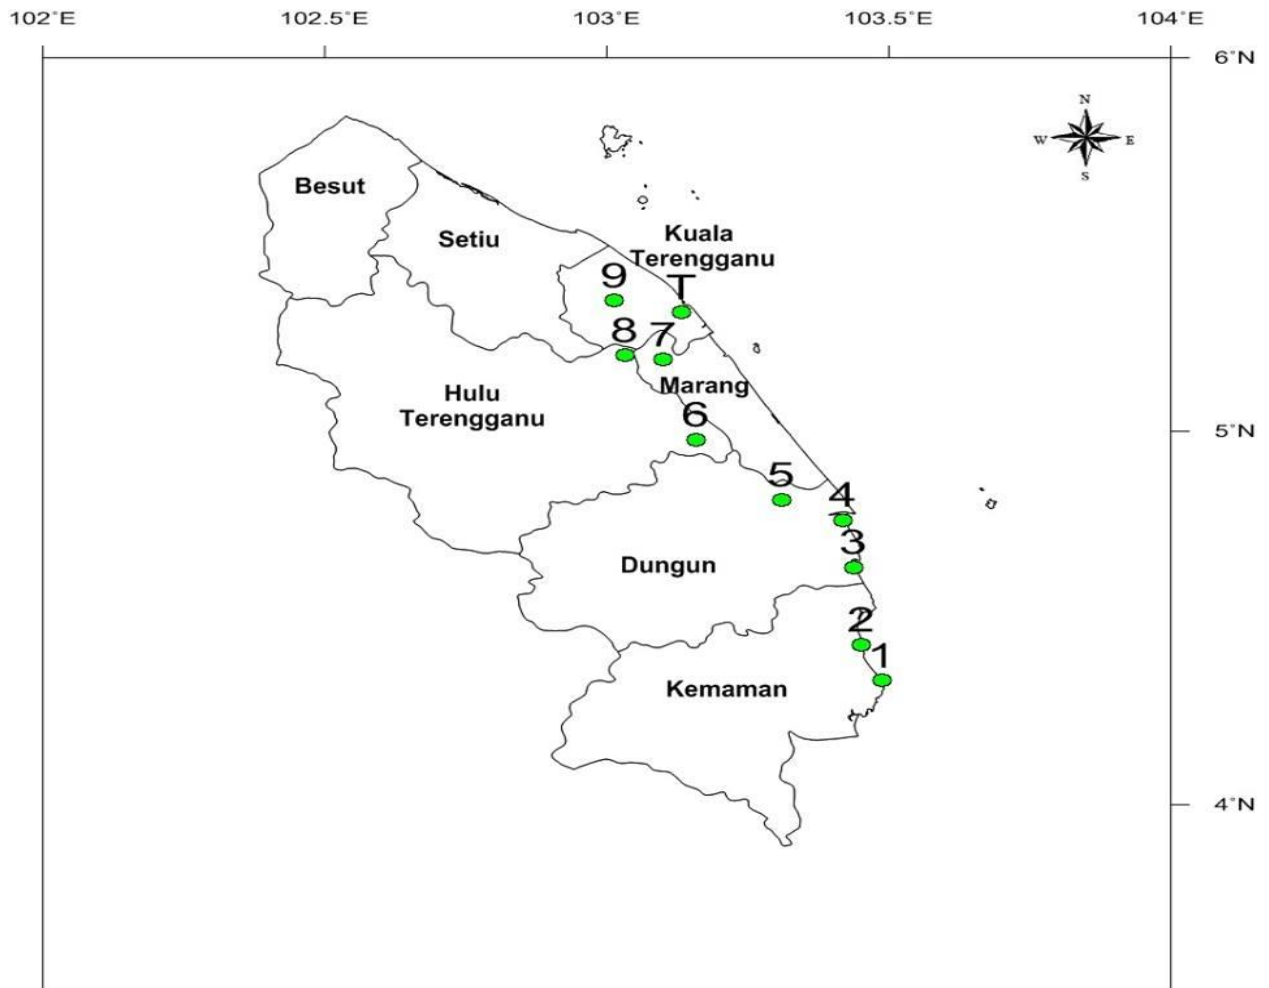 102°E
102.5°E
103°E
103.5°E
104°E
6°N
N
W
E
S
Besut
Setiu
Kuala
Terengganu
9
T
8
7
Marang
Hulu
Terengganu
6
5°N
5
4
3
Dungun
2
1
Kemaman
4°N